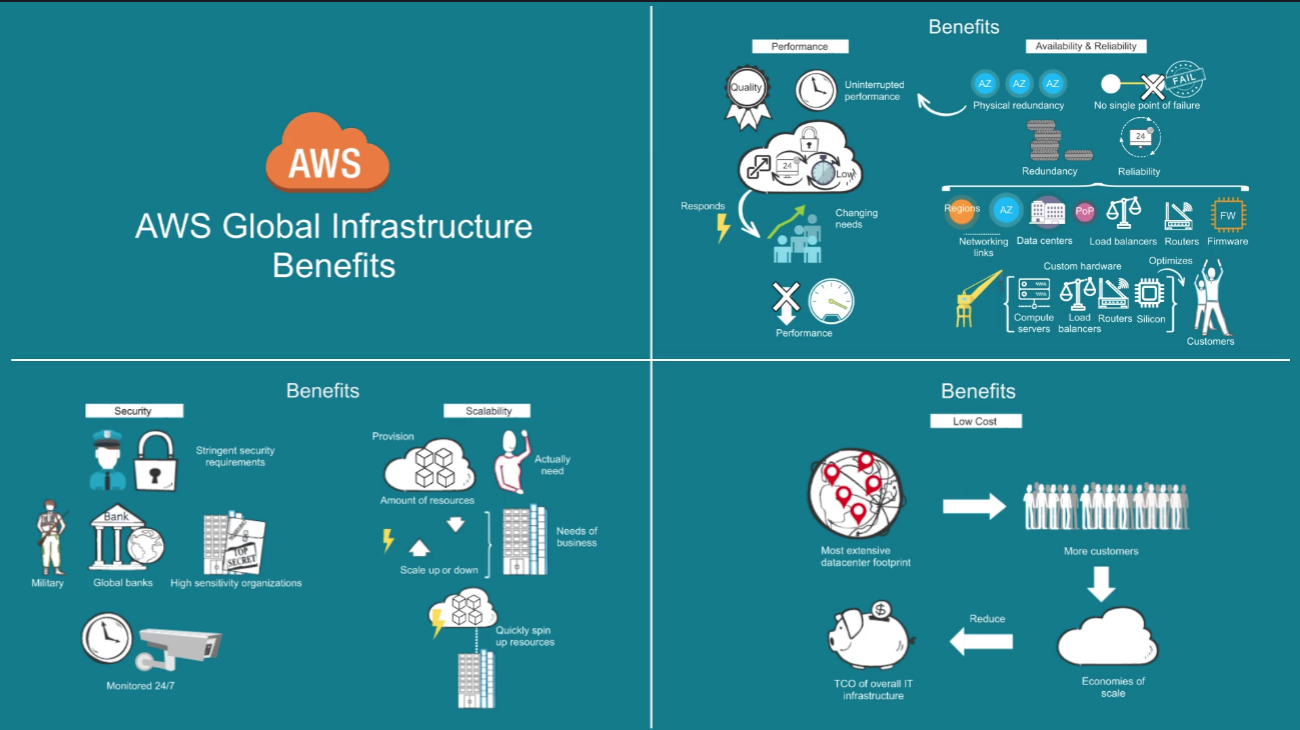 AWS
AWS Global Infrastructure
Benefits
Benefits
Performance
Quality
Uninterrupted
performance
24
Low
Responds
Changing
needs
Performance
Availability & Reliability
AZ AZ AZ
Physical redundancy
FAIL
No single point of failure
Redundancy
24
Reliability
Regions
AZ
PoP
FW
Networking
links
Data centers
Load balancers
Routers
Firmware
Custom hardware
Optimizes
Compute
servers
Load
balancers
Routers
Silicon
Customers
Benefits
Security
Stringent security
requirements
Military
Bank
Global banks
TOP
SECRET
High sensitivity organizations
Monitored 24/7
Scalability
Provision
Amount of resources
Actually
need
Scale up or down
Needs of
business
Quickly spin
up resources
Benefits
Low Cost
Most extensive
datacenter footprint
More customers
Economies of
scale
Reduce
$
TCO of overall IT
infrastructure